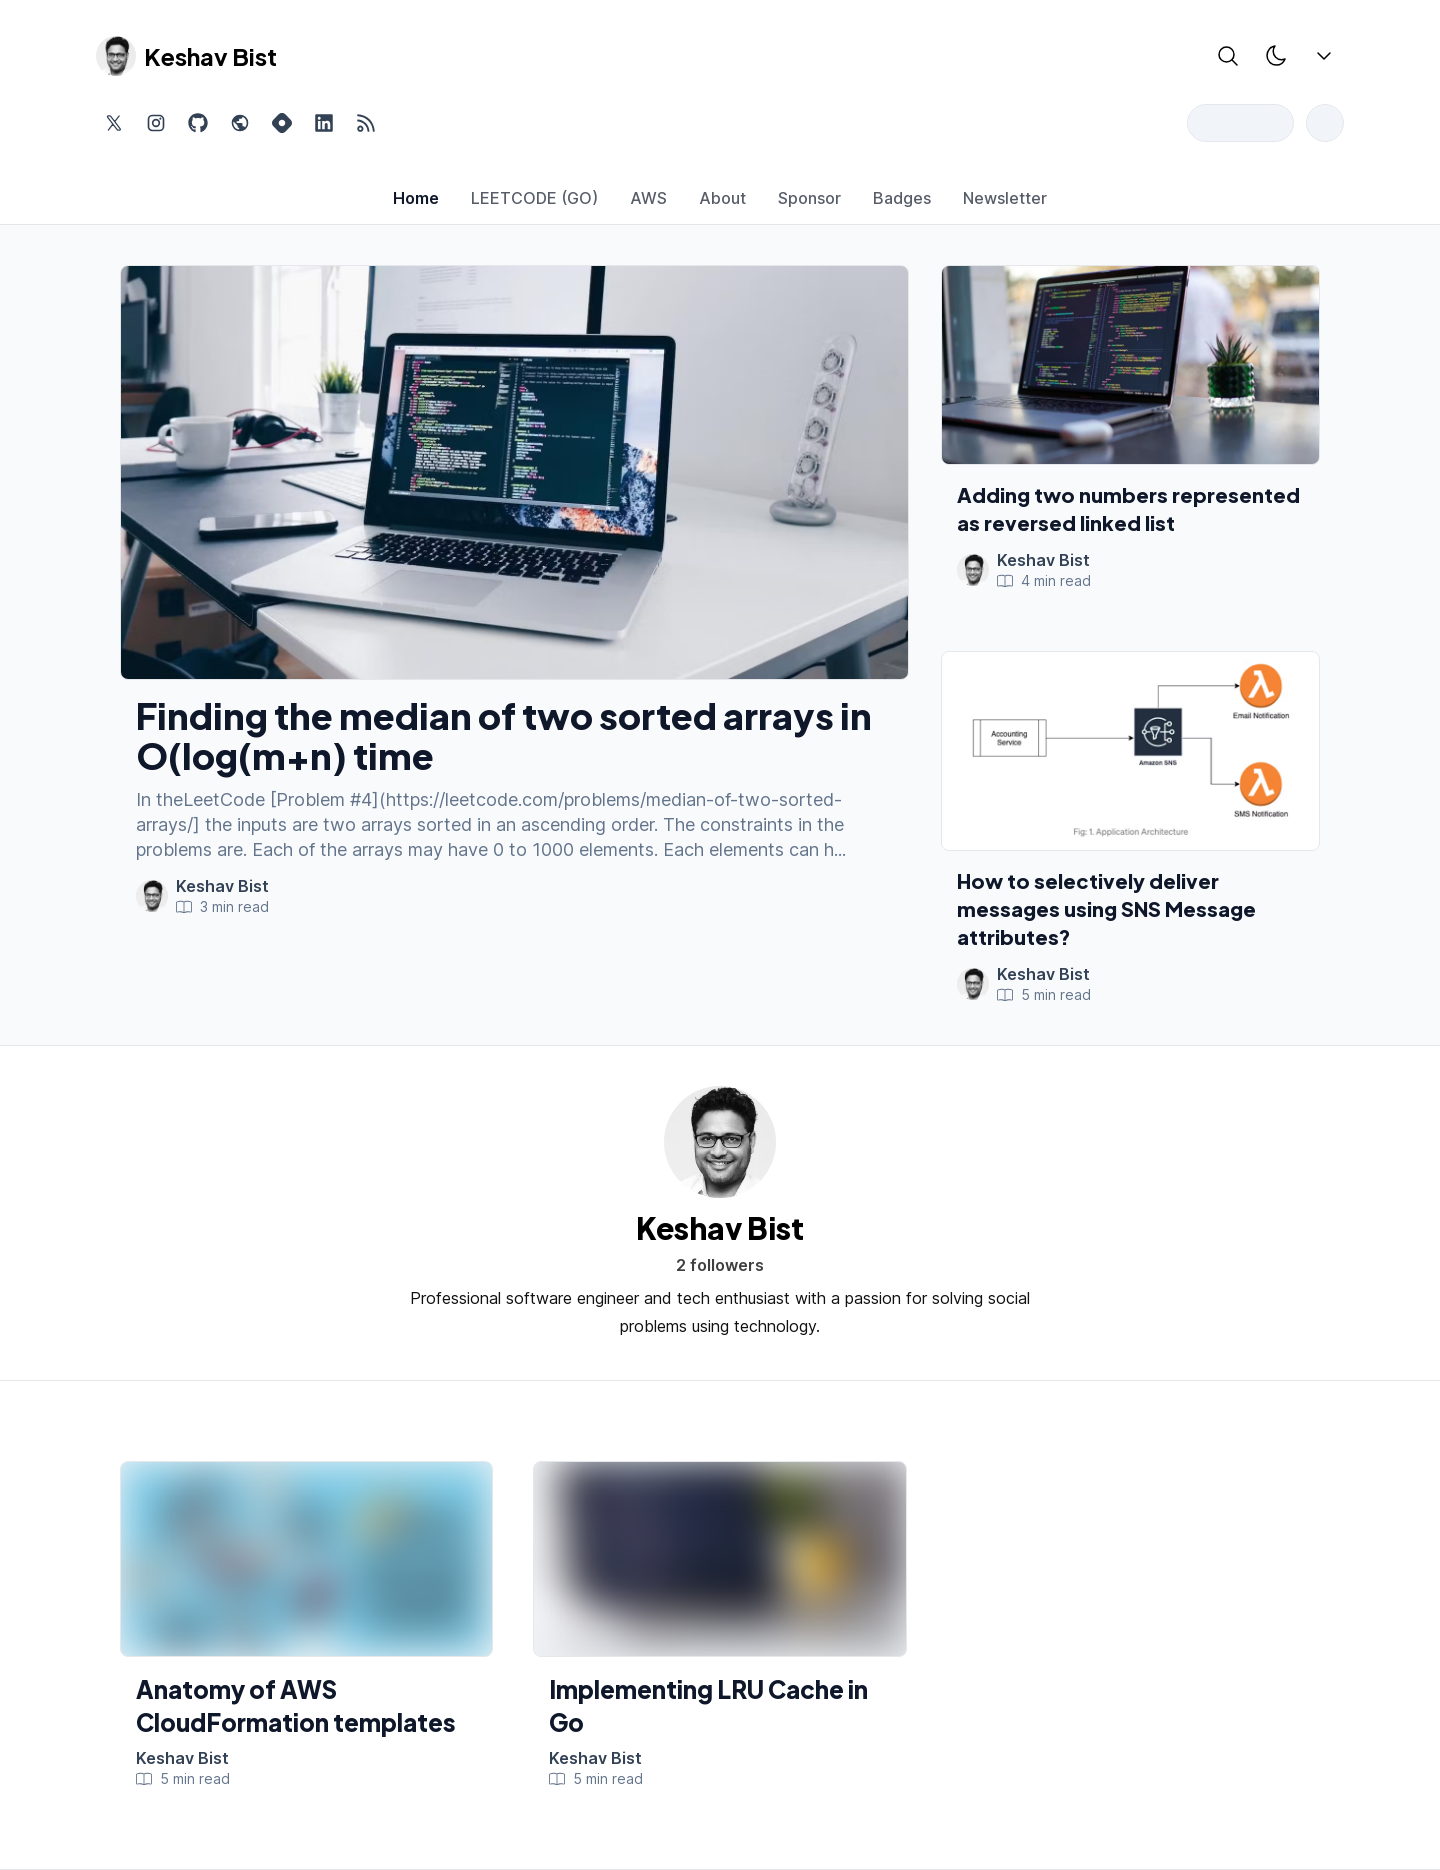 Keshav Bist
Home
LEETCODE (GO)
AWS
About
Sponsor
Badges
Newsletter
Finding the median of two sorted arrays in
O(log(m+n) time
In theLeetCode [Problem #4](https://leetcode.com/problems/median-of-two-sorted-
arrays/] the inputs are two arrays sorted in an ascending order. The constraints in the
problems are. Each of the arrays may have 0 to 1000 elements. Each elements can h...
Keshav Bist
3 min read
Adding two numbers represented
as reversed linked list
Keshav Bist
4 min read
Accounting
Service
Amazon SNS
Email Notification
SMS Notification
Fig: 1. Application Architecture
How to selectively deliver
messages using SNS Message
attributes?
Keshav Bist
5 min read
Keshav Bist
2 followers
Professional software engineer and tech enthusiast with a passion for solving social
problems using technology.
Anatomy of AWS
CloudFormation templates
Keshav Bist
5 min read
Implementing LRU Cache in
Go
Keshav Bist
5 min read